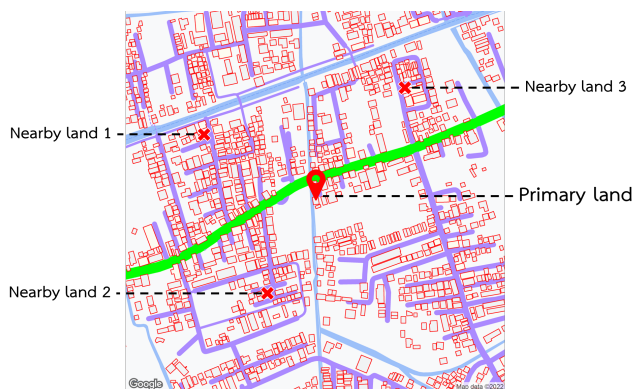 Nearby land 3
Nearby land 1
Primary land
Nearby land 2
Google
Map data ©2022